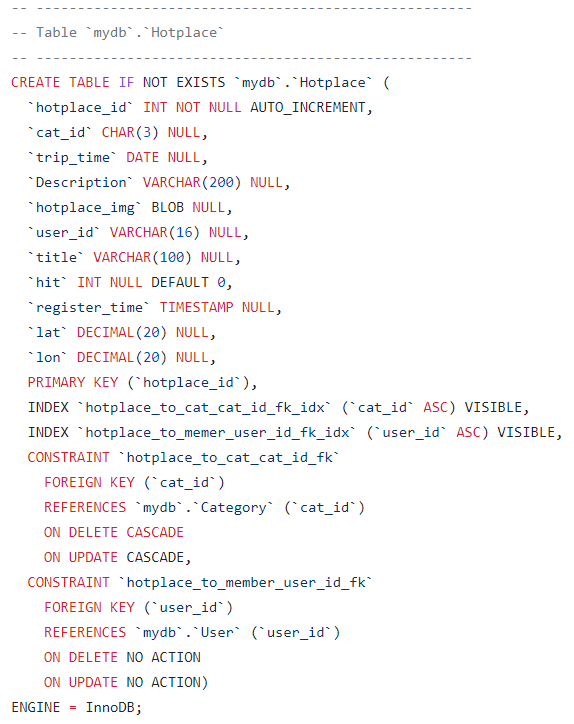 -- -----------------------------------------------------
-- Table `mydb`.`Hotplace`
-- -----------------------------------------------------
CREATE TABLE IF NOT EXISTS `mydb`.`Hotplace` (
  `hotplace_id` INT NOT NULL AUTO_INCREMENT,
  `cat_id` CHAR(3) NULL,
  `trip_time` DATE NULL,
  `Description` VARCHAR(200) NULL,
  `hotplace_img` BLOB NULL,
  `user_id` VARCHAR(16) NULL,
  `title` VARCHAR(100) NULL,
  `hit` INT NULL DEFAULT 0,
  `register_time` TIMESTAMP NULL,
  `lat` DECIMAL(20) NULL,
  `lon` DECIMAL(20) NULL,
  PRIMARY KEY (`hotplace_id`),
  INDEX `hotplace_to_cat_cat_id_fk_idx` (`cat_id` ASC) VISIBLE,
  INDEX `hotplace_to_memer_user_id_fk_idx` (`user_id` ASC) VISIBLE,
  CONSTRAINT `hotplace_to_cat_cat_id_fk`
    FOREIGN KEY (`cat_id`)
    REFERENCES `mydb`.`Category` (`cat_id`)
    ON DELETE CASCADE
    ON UPDATE CASCADE,
  CONSTRAINT `hotplace_to_member_user_id_fk`
    FOREIGN KEY (`user_id`)
    REFERENCES `mydb`.`User` (`user_id`)
    ON DELETE NO ACTION
    ON UPDATE NO ACTION)
ENGINE = InnoDB;